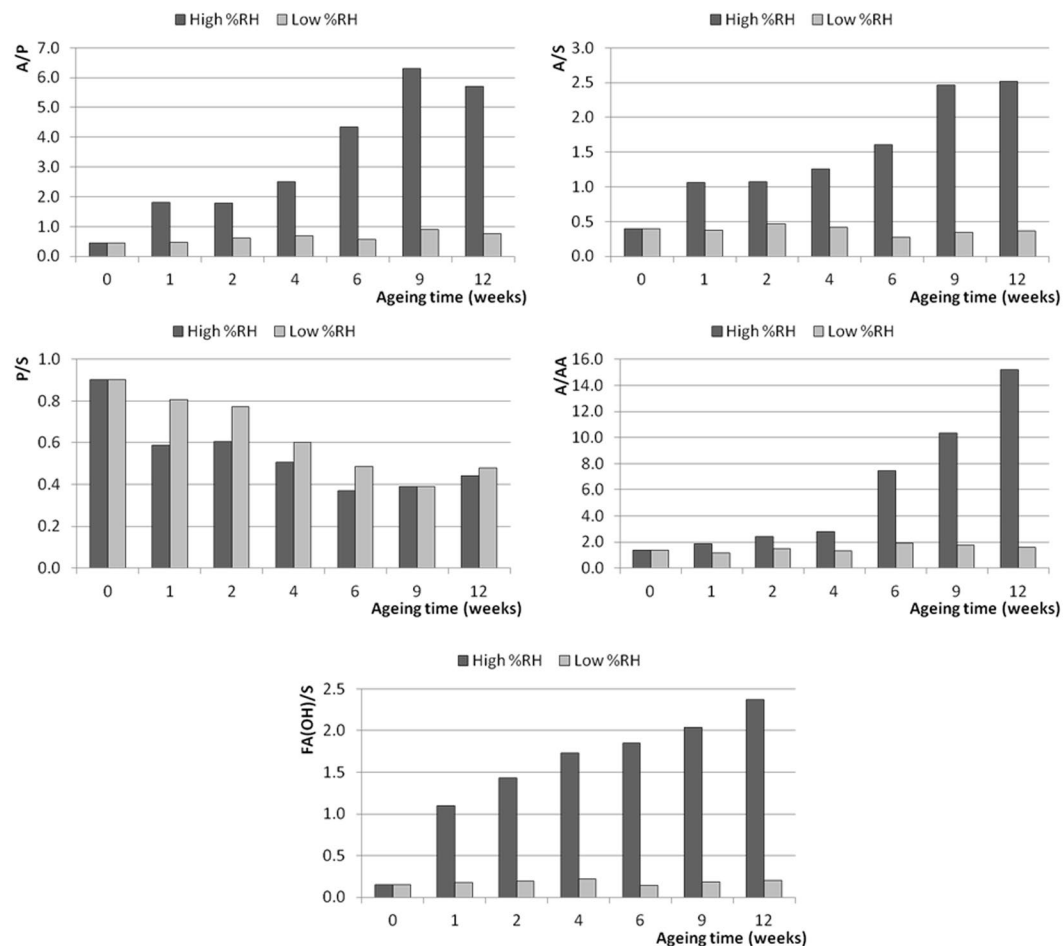 High %RH Low %RH
A/P
7.0
6.0
5.0
4.0
3.0
2.0
1.0
0.0
0 1 2 4 6 9 12
Ageing time (weeks)
High %RH Low %RH
A/S
3.0
2.5
2.0
1.5
1.0
0.5
0.0
0 1 2 4 6 9 12
Ageing time (weeks)
High %RH Low %RH
P/S
1.0
0.8
0.6
0.4
0.2
0.0
0 1 2 4 6 9 12
Ageing time (weeks)
High %RH Low %RH
A/AA
16.0
14.0
12.0
10.0
8.0
6.0
4.0
2.0
0.0
0 1 2 4 6 9 12
Ageing time (weeks)
High %RH Low %RH
FA(OH)/S
2.5
2.0
1.5
1.0
0.5
0.0
0 1 2 4 6 9 12
Ageing time (weeks)